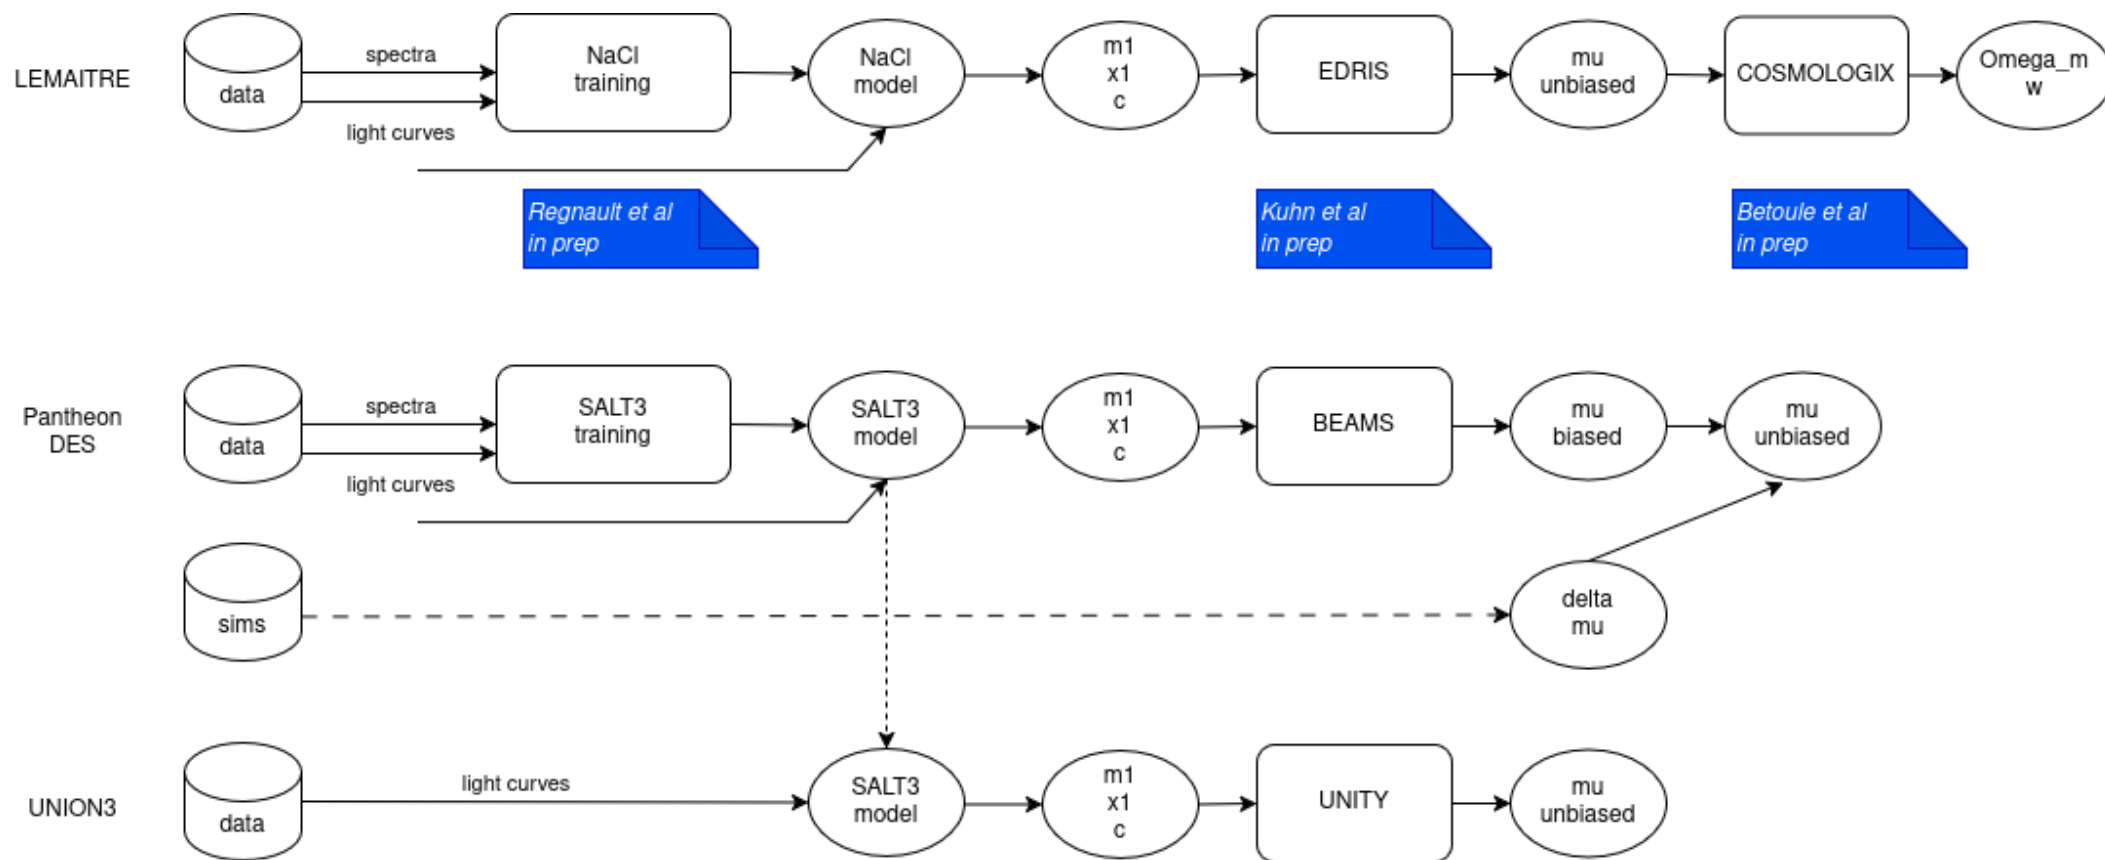 LEMAITRE
data
spectra
light curves
NaCl
training
NaCl
model
m1
x1
c
EDRIS
mu
unbiased
COSMOLOGIX
Omega_m
w
Regnault et al
in prep
Kuhn et al
in prep
Betoule et al
in prep
Pantheon
DES
data
spectra
light curves
SALT3
training
SALT3
model
m1
x1
c
BEAMS
mu
biased
mu
unbiased
sims
delta
mu
UNION3
data
light curves
SALT3
model
m1
x1
c
UNITY
mu
unbiased